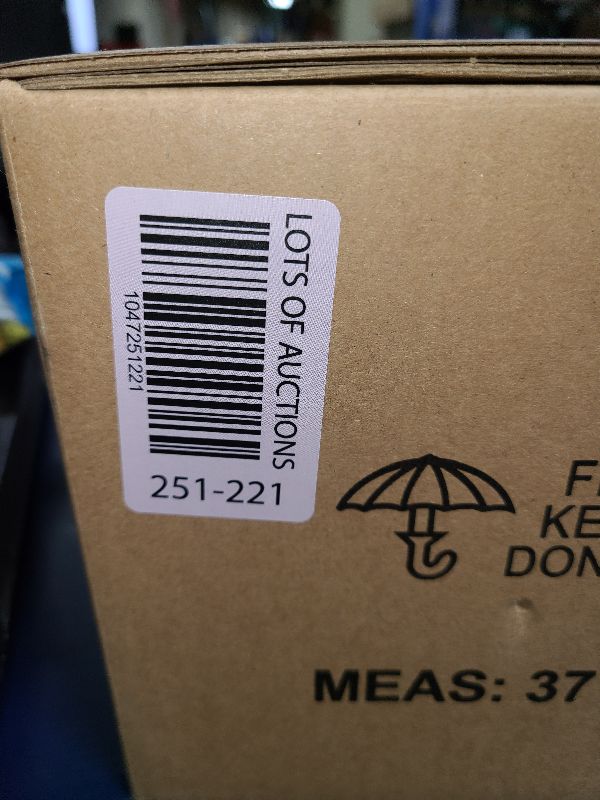 LOTS OF AUCTIONS
1047251221
251-221
MEAS: 37